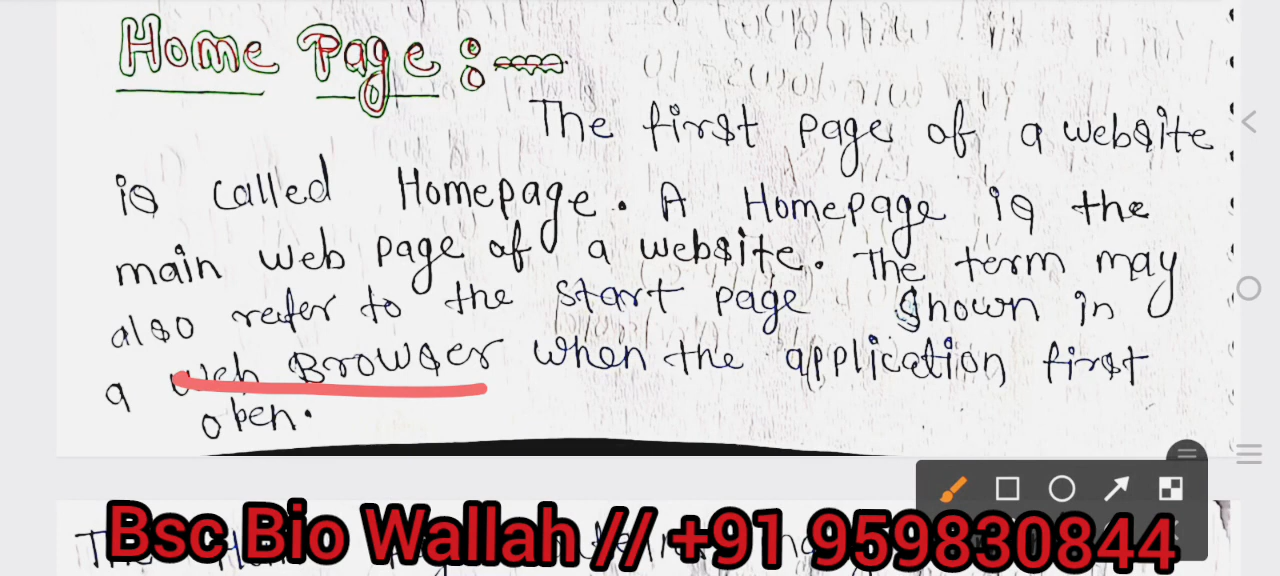 Home Page :-
The first page of a website
is called Homepage. A Homepage is the
main web page of a website. The term may
also refer to the start page shown in
a web Browser when the application first
open.
Bsc Bio Wallah // +91 959830844